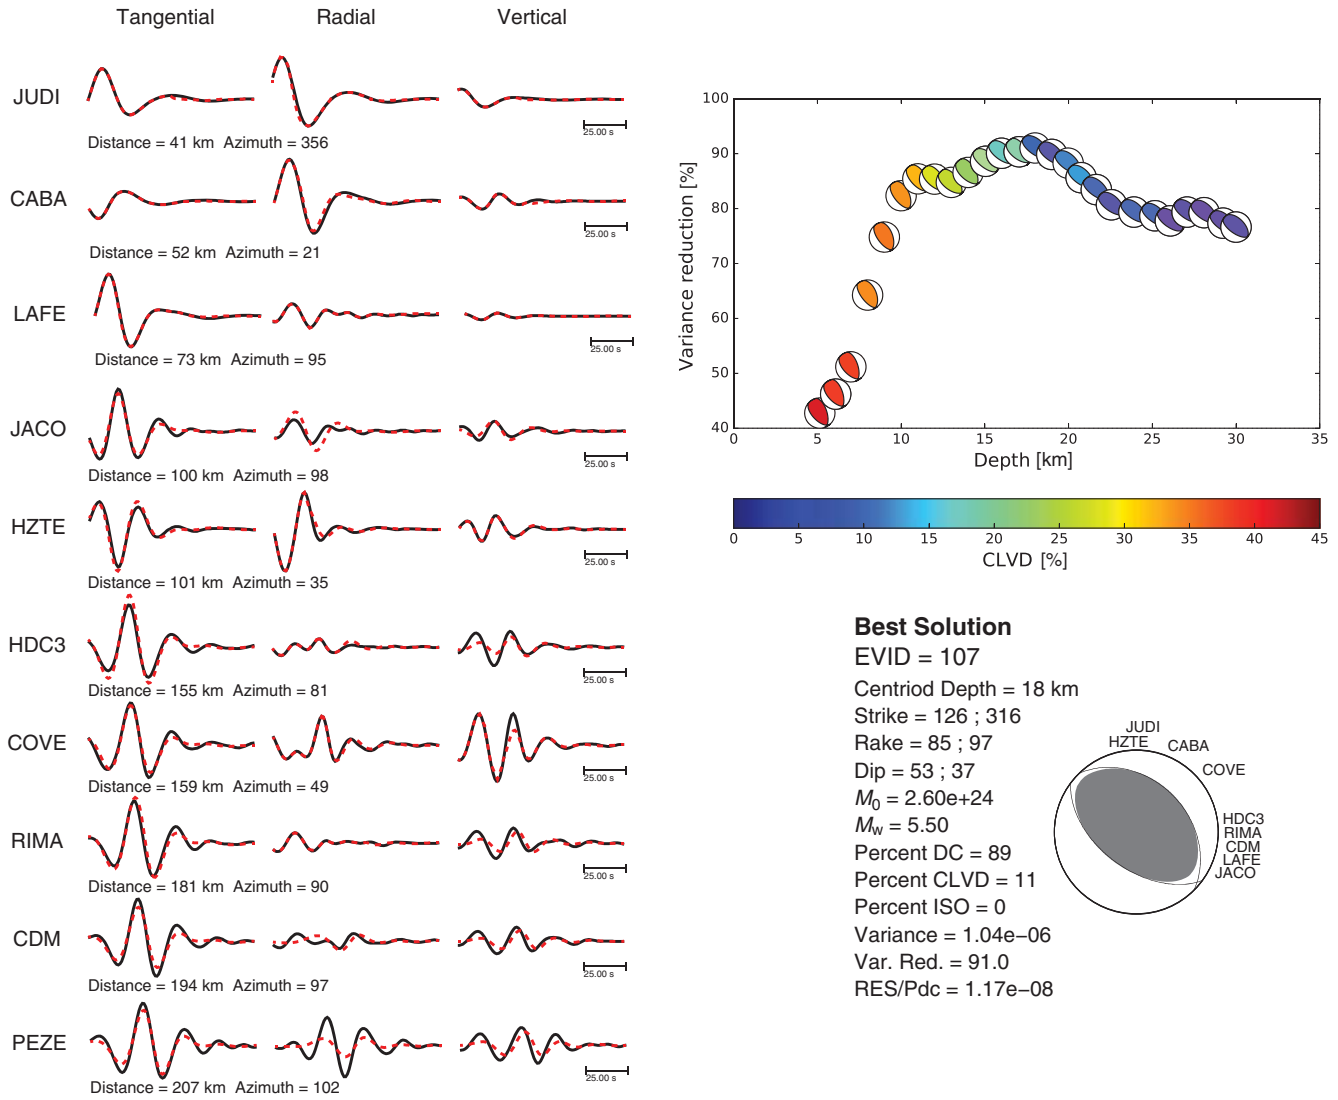 Tangential Radial Vertical
JUDI
25.00 s
Distance = 41 km Azimuth = 356
CABA
25.00 s
Distance = 52 km Azimuth = 21
LAFE
25.00 s
Distance = 73 km Azimuth = 95
JACO
25.00 s
Distance = 100 km Azimuth = 98
HZTE
25.00 s
Distance = 101 km Azimuth = 35
HDC3
25.00 s
Distance = 155 km Azimuth = 81
COVE
25.00 s
Distance = 159 km Azimuth = 49
RIMA
25.00 s
Distance = 181 km Azimuth = 90
CDM
25.00 s
Distance = 194 km Azimuth = 97
PEZE
25.00 s
Distance = 207 km Azimuth = 102
Variance reduction [%]
100
90
80
70
60
50
40
0 5 10 15 20 25 30 35
Depth [km]
0 5 10 15 20 25 30 35 40 45
CLVD [%]
Best Solution
EVID = 107
Centriod Depth = 18 km
Strike = 126 ; 316
Rake = 85 ; 97
Dip = 53 ; 37
M0 = 2.60e+24
Mw = 5.50
Percent DC = 89
Percent CLVD = 11
Percent ISO = 0
Variance = 1.04e−06
Var. Red. = 91.0
RES/Pdc = 1.17e−08
JUDI
HZTE
CABA
COVE
HDC3
RIMA
CDM
LAFE
JACO